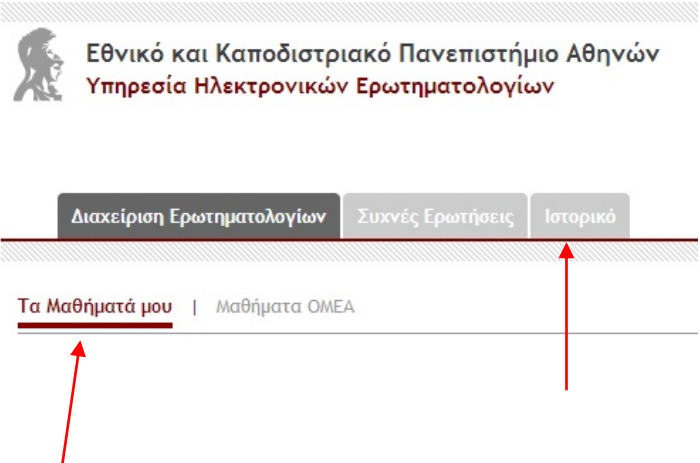 Εθνικό και Καποδιστριακό Πανεπιστήμιο Αθηνών
Υπηρεσία Ηλεκτρονικών Ερωτηματολογίων
Διαχείριση Ερωτηματολογίων Συχνές Ερωτήσεις Ιστορικό
Τα Μαθήματά μου | Μαθήματα ΟΜΕΑ